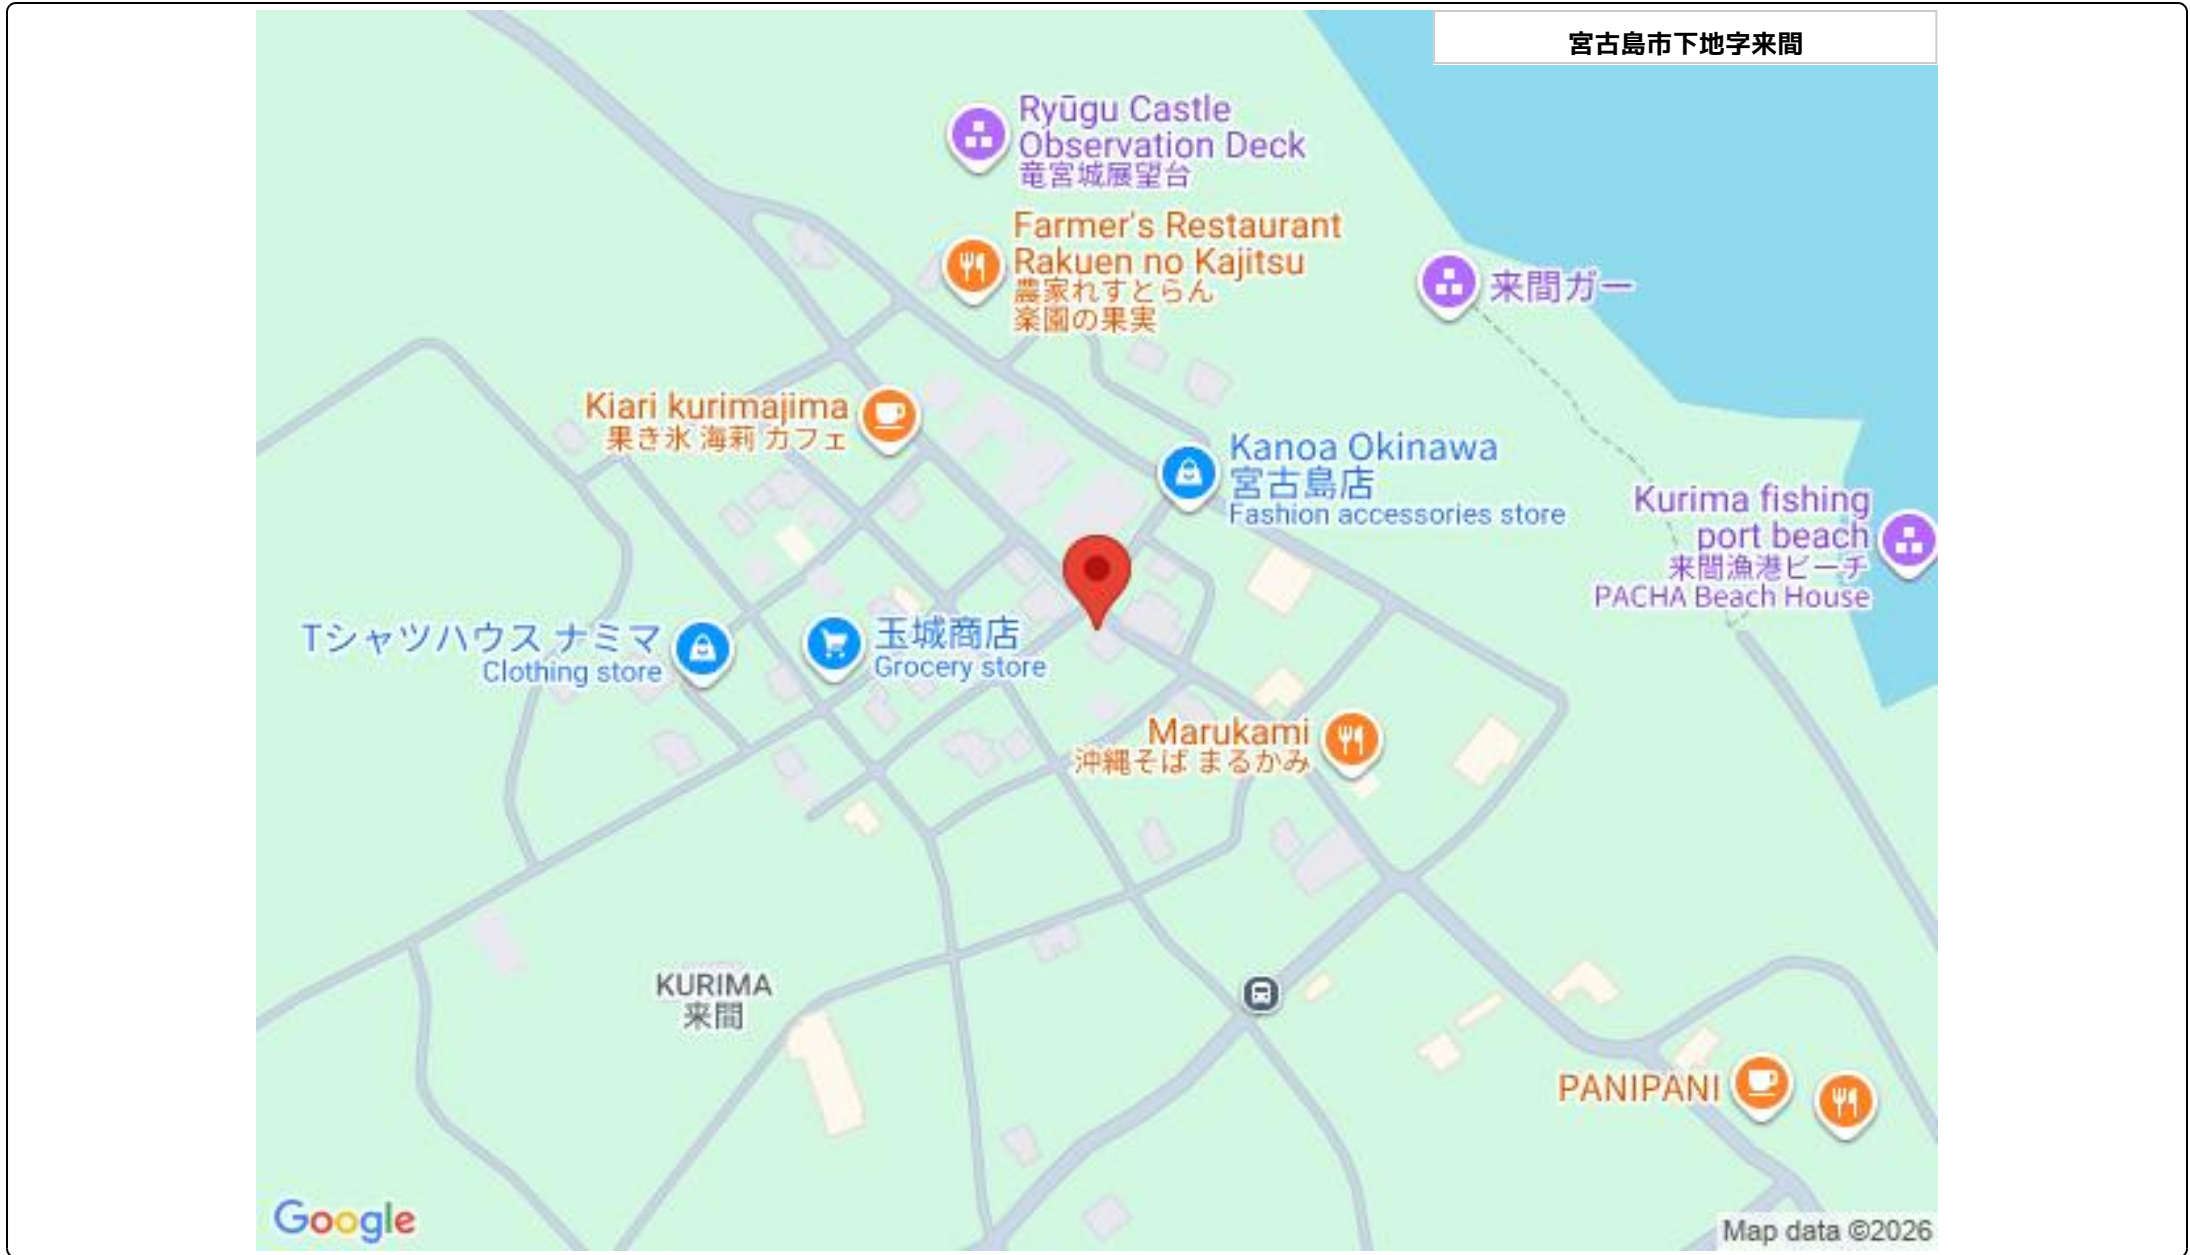 宮古島市下地字来間
Ryūgu Castle
Observation Deck
竜宮城展望台
Farmer's Restaurant
Rakuen no Kajitsu
農家れすとらん
楽園の果実
来間ガー
Kiari kurimajima
果き氷 海莉 カフェ
Kanoa Okinawa
宮古島店
Fashion accessories store
Kurima fishing
port beach
来間漁港ビーチ
PACHA Beach House
Tシャツハウス ナミマ
Clothing store
玉城商店
Grocery store
Marukami
沖縄そば まるかみ
KURIMA
来間
PANIPANI
Google
Map data ©2026